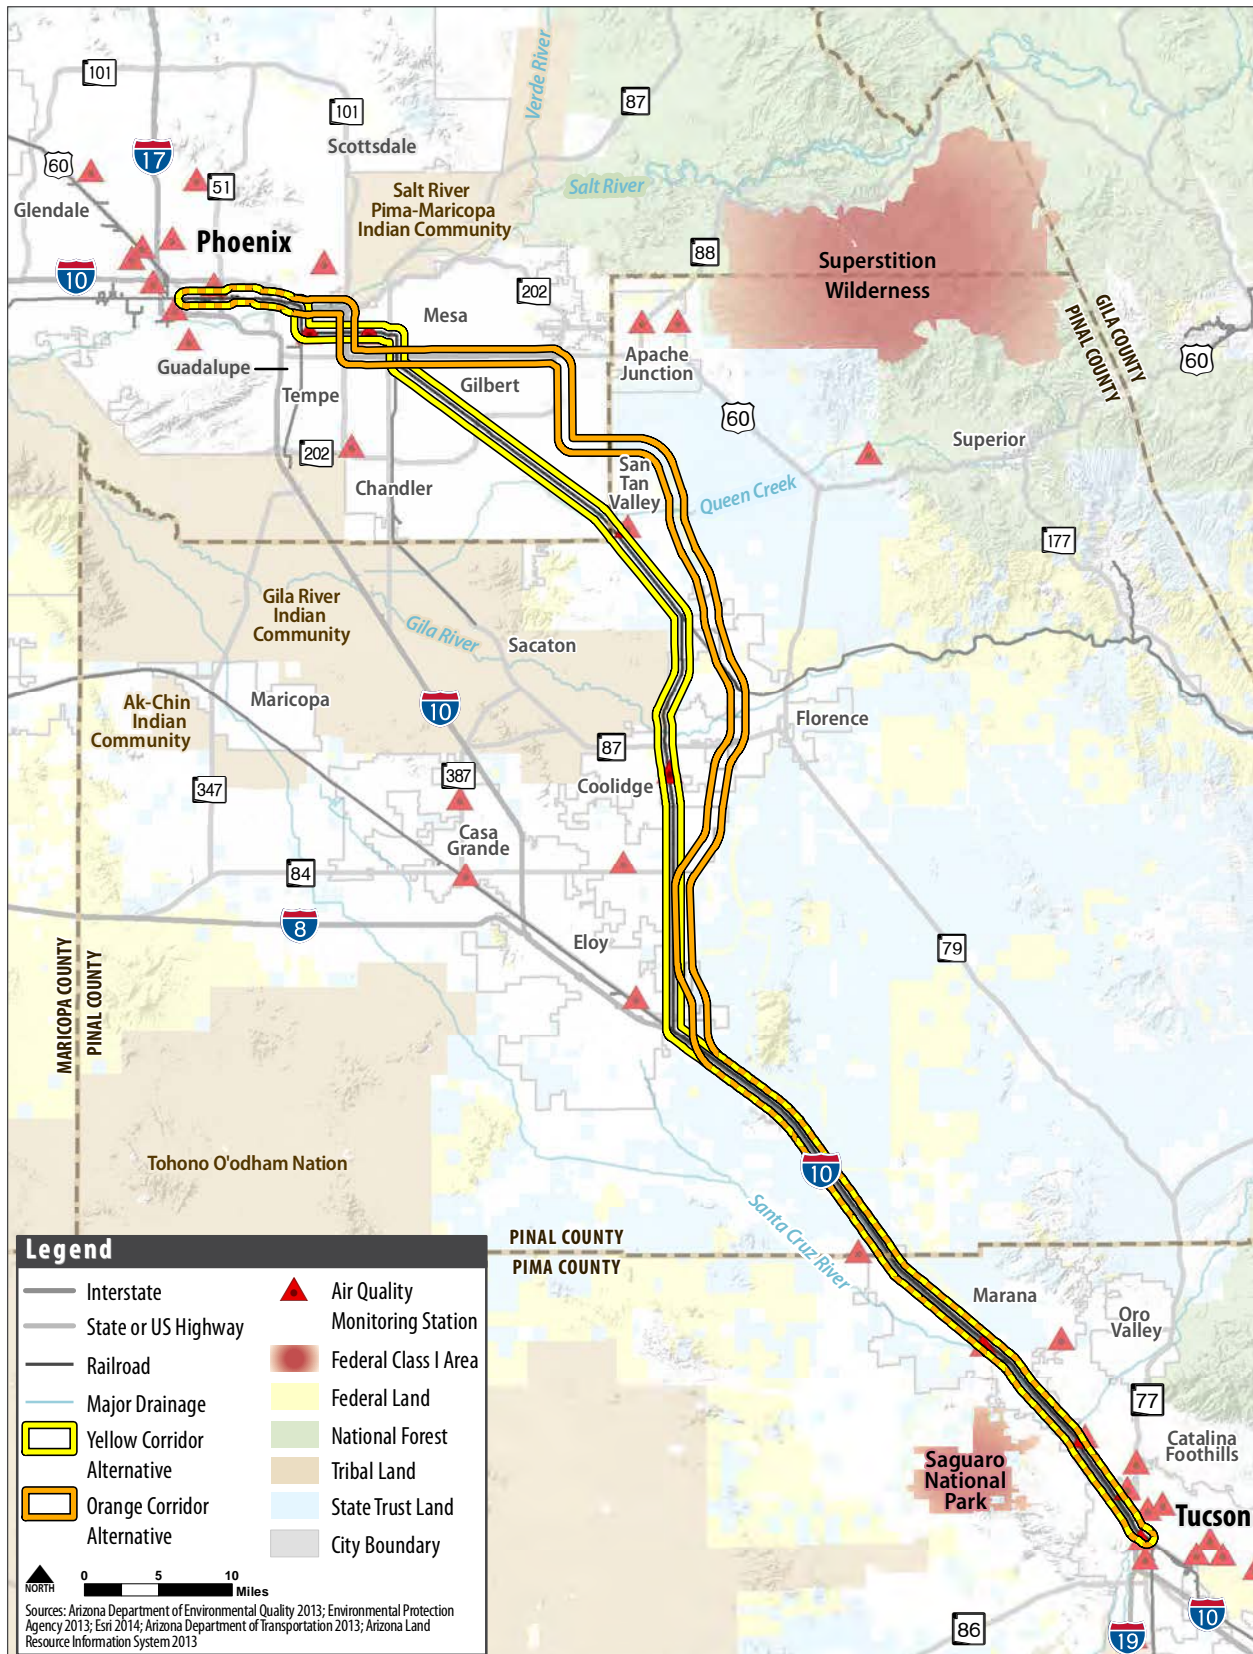 101
101
87
Verde River
Scottsdale
60
17
51
Salt River
Glendale
Salt River
Pima-Maricopa
Indian Community
Phoenix
88
Superstition
Wilderness
10
202
Mesa
GILA COUNTY
PINAL COUNTY
Apache
Junction
60
Guadalupe
Tempe
Gilbert
60
Superior
202
San
Tan
Valley
Chandler
Queen Creek
177
Gila River
Indian
Community
Gila River
Sacaton
Maricopa
Ak-Chin
Indian
Community
10
Florence
87
387
Coolidge
347
Casa
Grande
84
8
Eloy
79
MARICOPA COUNTY
PINAL COUNTY
Tohono O'odham Nation
10
Santa Cruz River
PINAL COUNTY
PIMA COUNTY
Marana
Oro
Valley
77
Catalina
Foothills
Saguaro
National
Park
Tucson
10
86
19
Legend
Interstate
State or US Highway
Railroad
Major Drainage
Yellow Corridor
Alternative
Orange Corridor
Alternative
Air Quality
Monitoring Station
Federal Class I Area
Federal Land
National Forest
Tribal Land
State Trust Land
City Boundary
NORTH
0 5 10
Miles
Sources: Arizona Department of Environmental Quality 2013; Environmental Protection
Agency 2013; Esri 2014; Arizona Department of Transportation 2013; Arizona Land
Resource Information System 2013